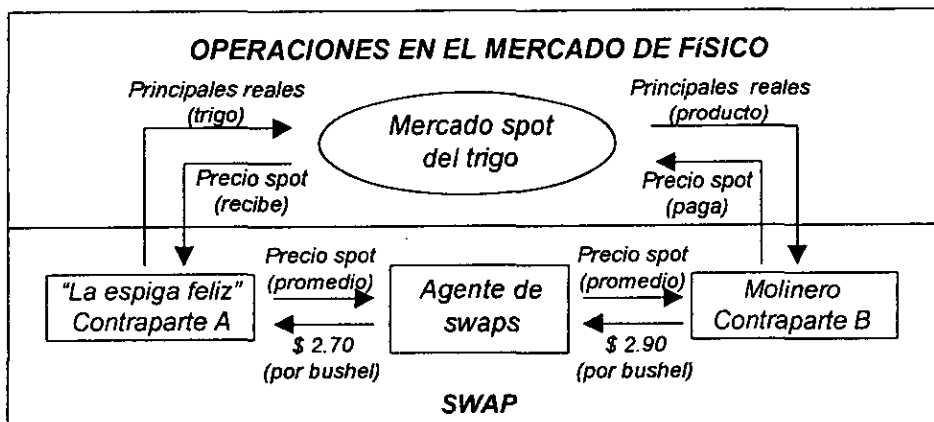 OPERACIONES EN EL MERCADO DE FíSICO
Principales reales
(trigo)
Mercado spot
del trigo
Principales reales
(producto)
Precio spot
(recibe)
Precio spot
(paga)
"La espiga feliz"
Contraparte A
Precio spot
(promedio)
$ 2.70
(por bushel)
Agente de
swaps
Precio spot
(promedio)
$ 2.90
(por bushel)
Molinero
Contraparte B
SWAP